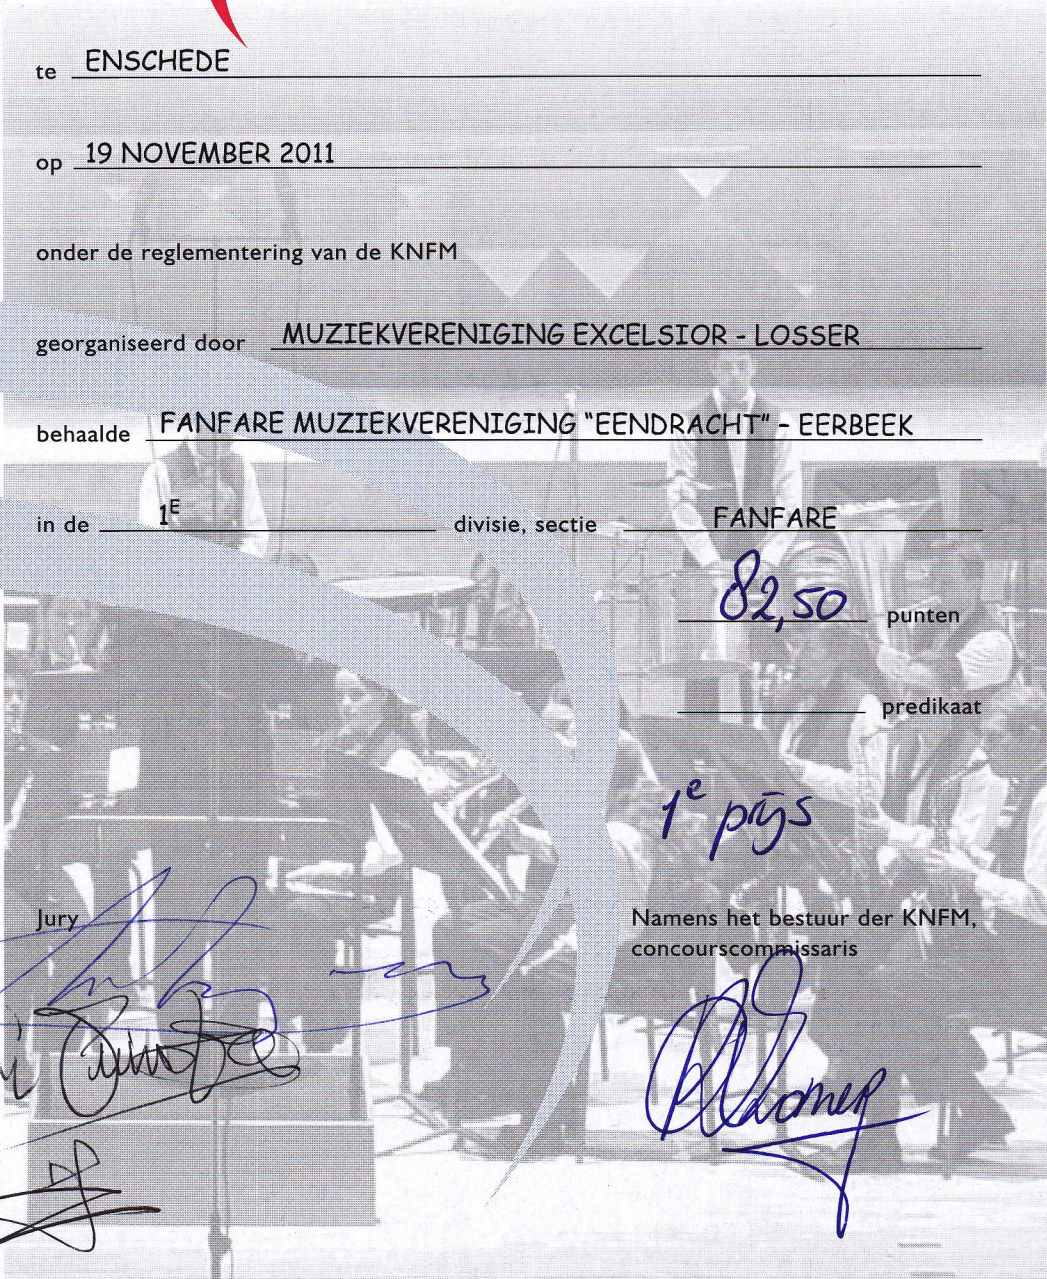 te ENSCHEDE
op 19 NOVEMBER 2011
onder de reglementering van de KNFM
georganiseerd door MUZIEKVERENIGING EXCELSIOR - LOSSER
behaalde FANFARE MUZIEKVERENIGING "EENDRACHT" - EERBEEK
in de 1E divisie, sectie FANFARE
82,50 punten
predikaat
1e prijs
Jury
Namens het bestuur der KNFM,
concourscommissaris